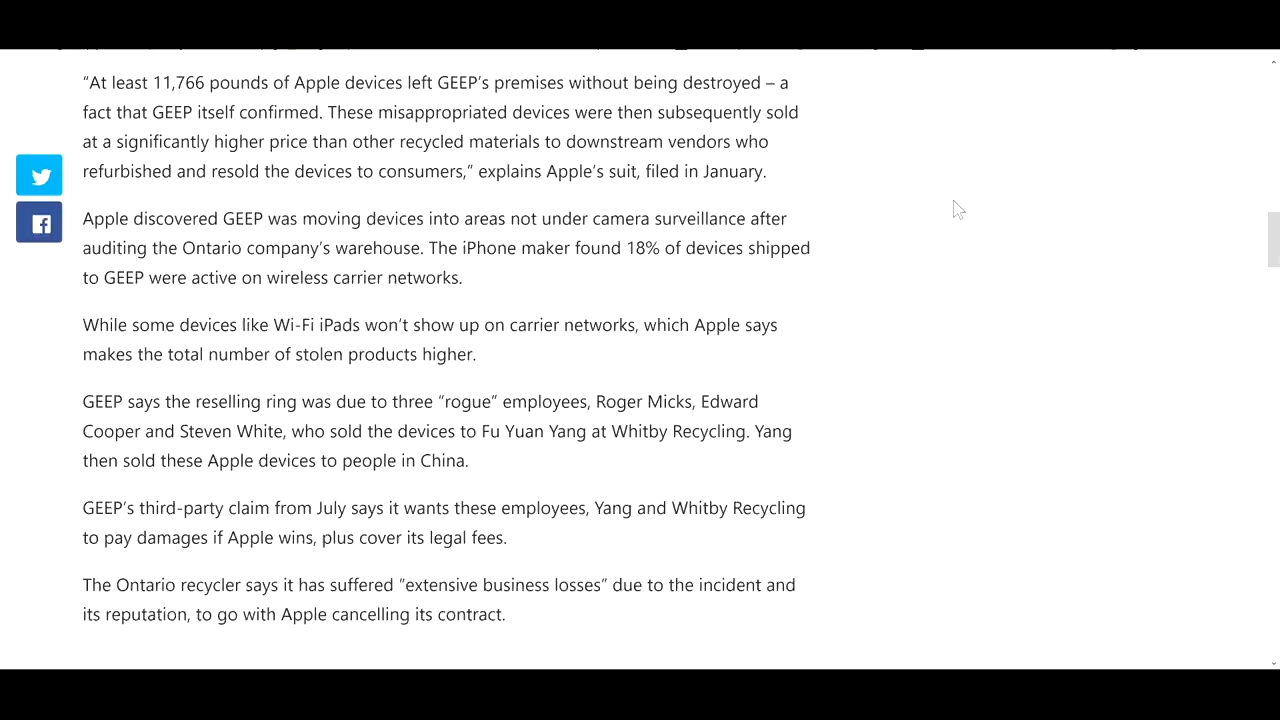 “At least 11,766 pounds of Apple devices left GEEP’s premises without being destroyed – a
fact that GEEP itself confirmed. These misappropriated devices were then subsequently sold
at a significantly higher price than other recycled materials to downstream vendors who
refurbished and resold the devices to consumers,” explains Apple’s suit, filed in January.
Apple discovered GEEP was moving devices into areas not under camera surveillance after
auditing the Ontario company’s warehouse. The iPhone maker found 18% of devices shipped
to GEEP were active on wireless carrier networks.
While some devices like Wi-Fi iPads won’t show up on carrier networks, which Apple says
makes the total number of stolen products higher.
GEEP says the reselling ring was due to three “rogue” employees, Roger Micks, Edward
Cooper and Steven White, who sold the devices to Fu Yuan Yang at Whitby Recycling. Yang
then sold these Apple devices to people in China.
GEEP’s third-party claim from July says it wants these employees, Yang and Whitby Recycling
to pay damages if Apple wins, plus cover its legal fees.
The Ontario recycler says it has suffered “extensive business losses” due to the incident and
its reputation, to go with Apple cancelling its contract.